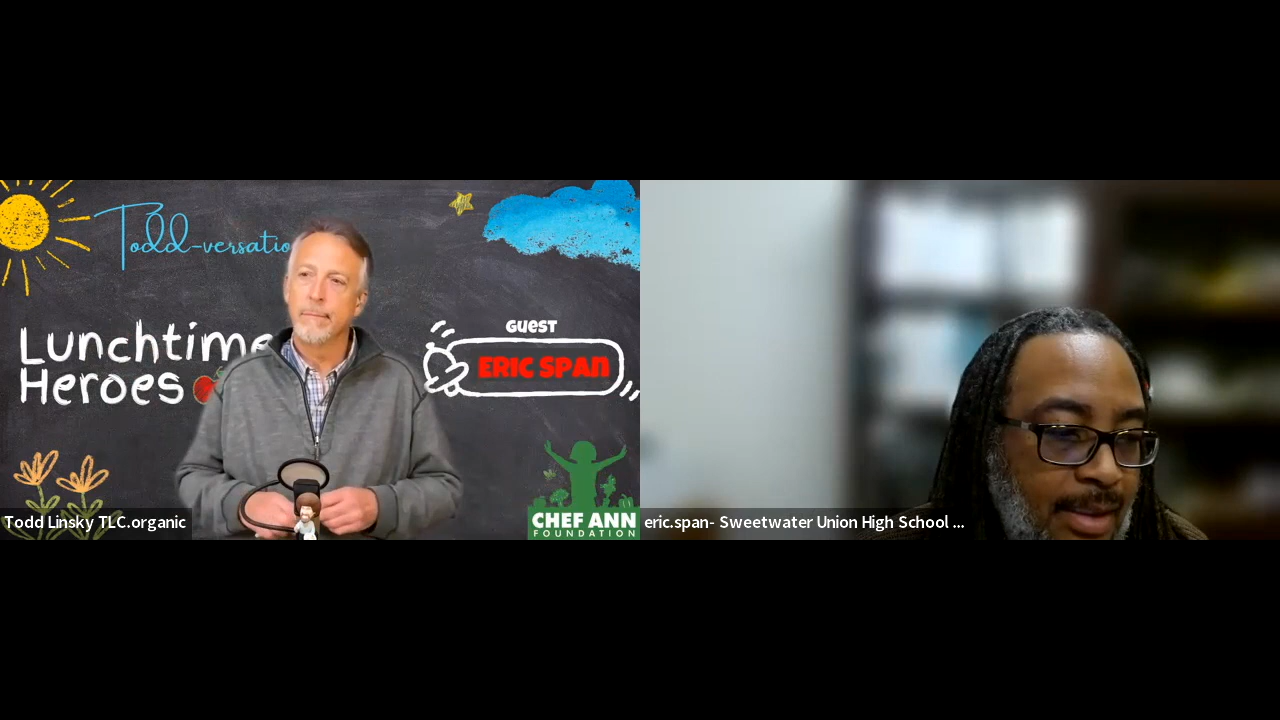 Todd-versatio
Lunchtime
Heroes
GUEST
ERIC SPAN
CHEF ANN
FOUNDATION
Todd Linsky TLC.organic
eric.span- Sweetwater Union High School ...